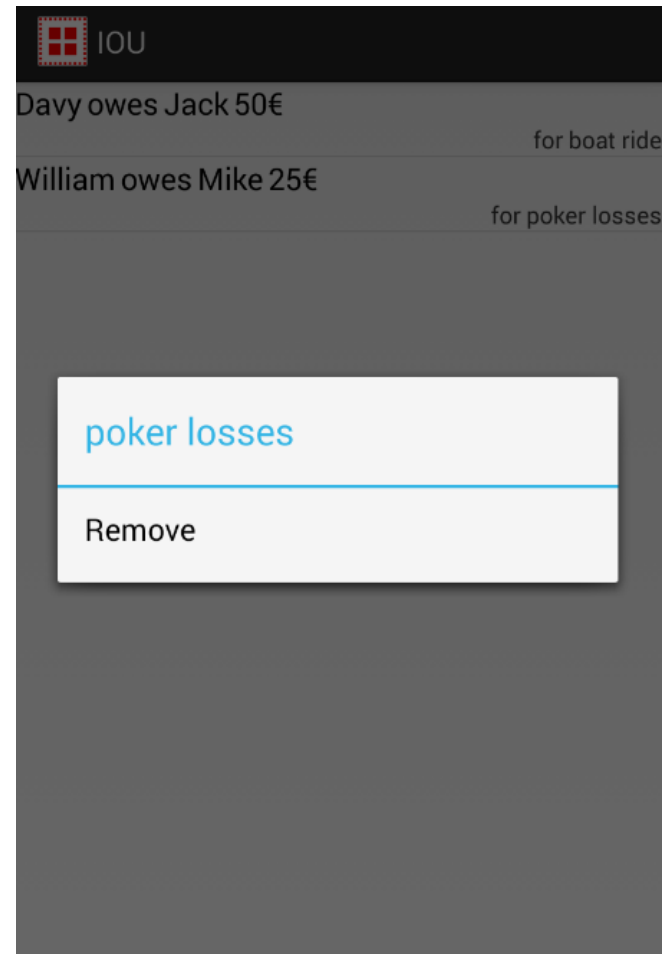 IOU
Davy owes Jack 50€
for boat ride
William owes Mike 25€
for poker losses
poker losses
Remove